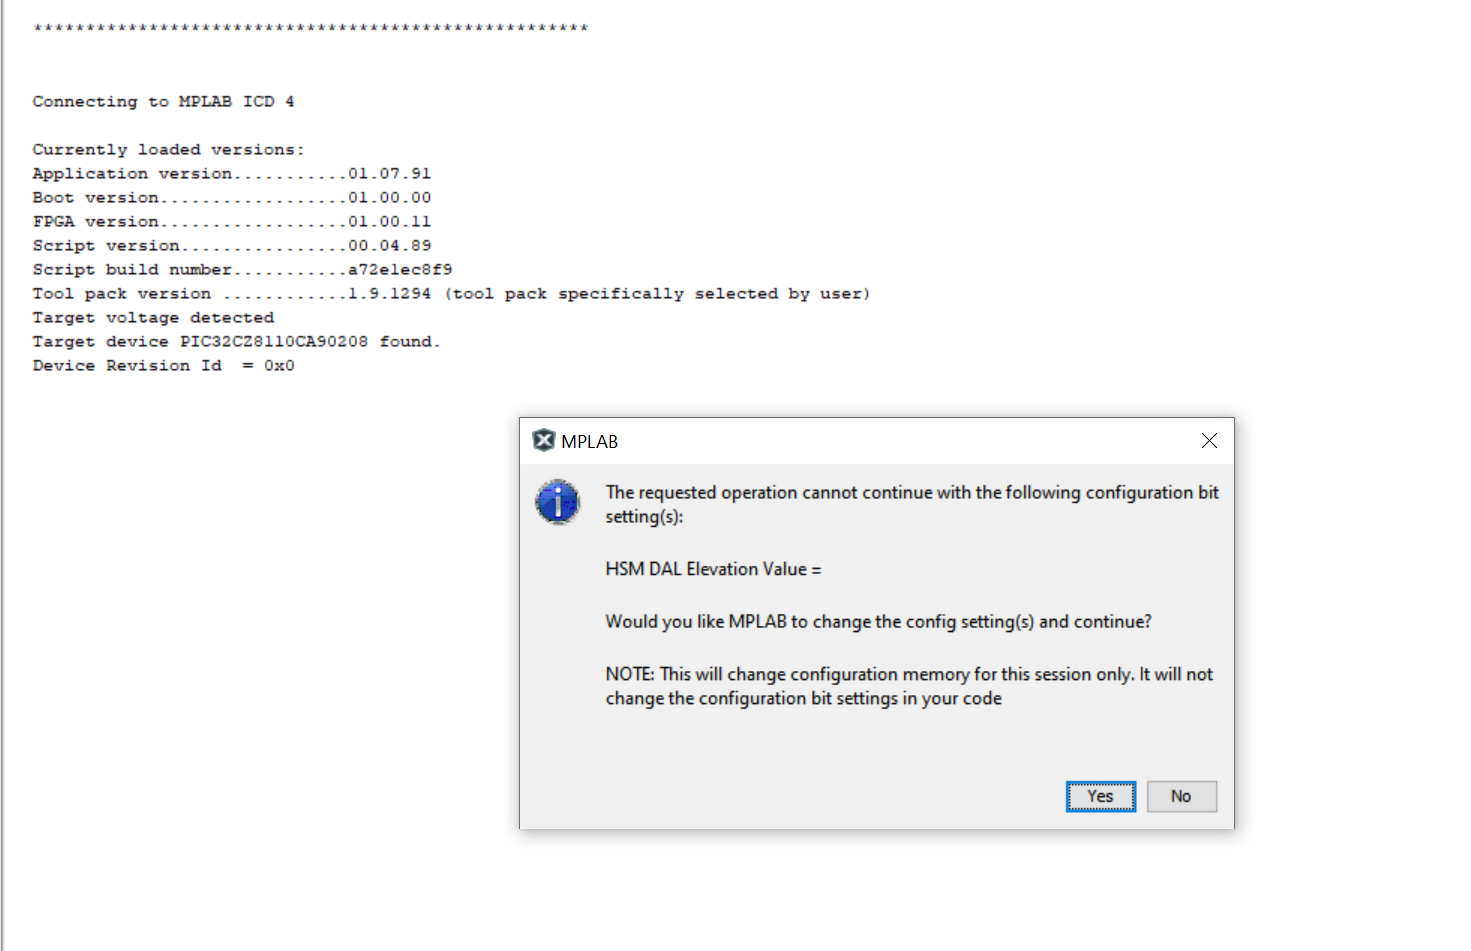 *****************************************************
Connecting to MPLAB ICD 4
Currently loaded versions:
Application version...........01.07.91
Boot version..................01.00.00
FPGA version..................01.00.11
Script version................00.04.89
Script build number...........a72e1ec8f9
Tool pack version ............1.9.1294 (tool pack specifically selected by user)
Target voltage detected
Target device PIC32CZ8110CA90208 found.
Device Revision Id  = 0x0
MPLAB
The requested operation cannot continue with the following configuration bit
setting(s):
HSM DAL Elevation Value =
Would you like MPLAB to change the config setting(s) and continue?
NOTE: This will change configuration memory for this session only. It will not
change the configuration bit settings in your code
Yes No